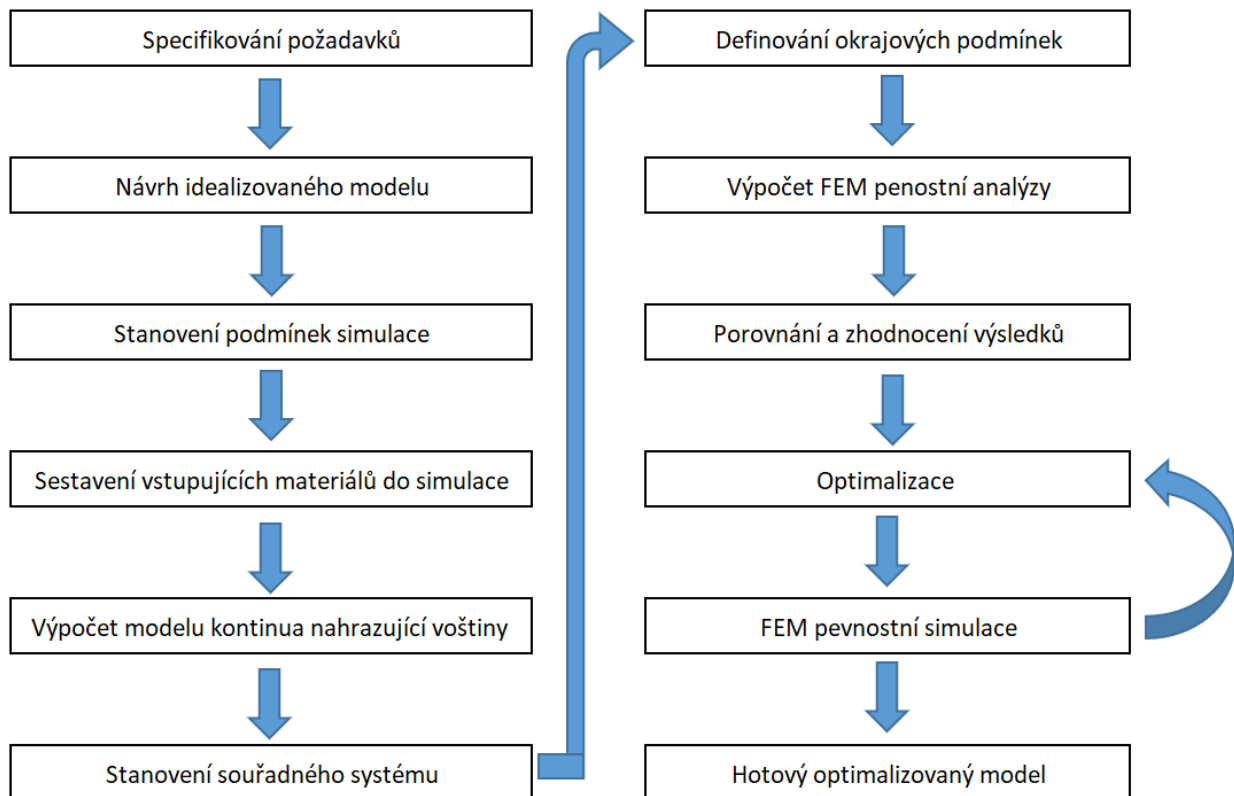 Specifikování požadavků
Návrh idealizovaného modelu
Stanovení podmínek simulace
Sestavení vstupujících materiálů do simulace
Výpočet modelu kontinua nahrazující voštiny
Stanovení souřadného systému
Definování okrajových podmínek
Výpočet FEM penostní analýzy
Porovnání a zhodnocení výsledků
Optimalizace
FEM pevnostní simulace
Hotový optimalizovaný model